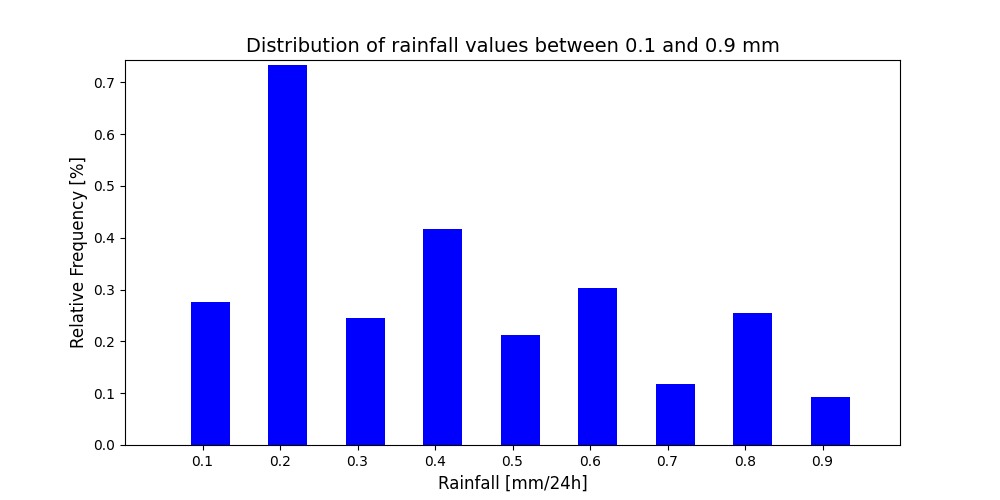 Distribution of rainfall values between 0.1 and 0.9 mm
Relative Frequency [%]
0.7
0.6
0.5
0.4
0.3
0.2
0.1
0.0
0.1 0.2 0.3 0.4 0.5 0.6 0.7 0.8 0.9
Rainfall [mm/24h]